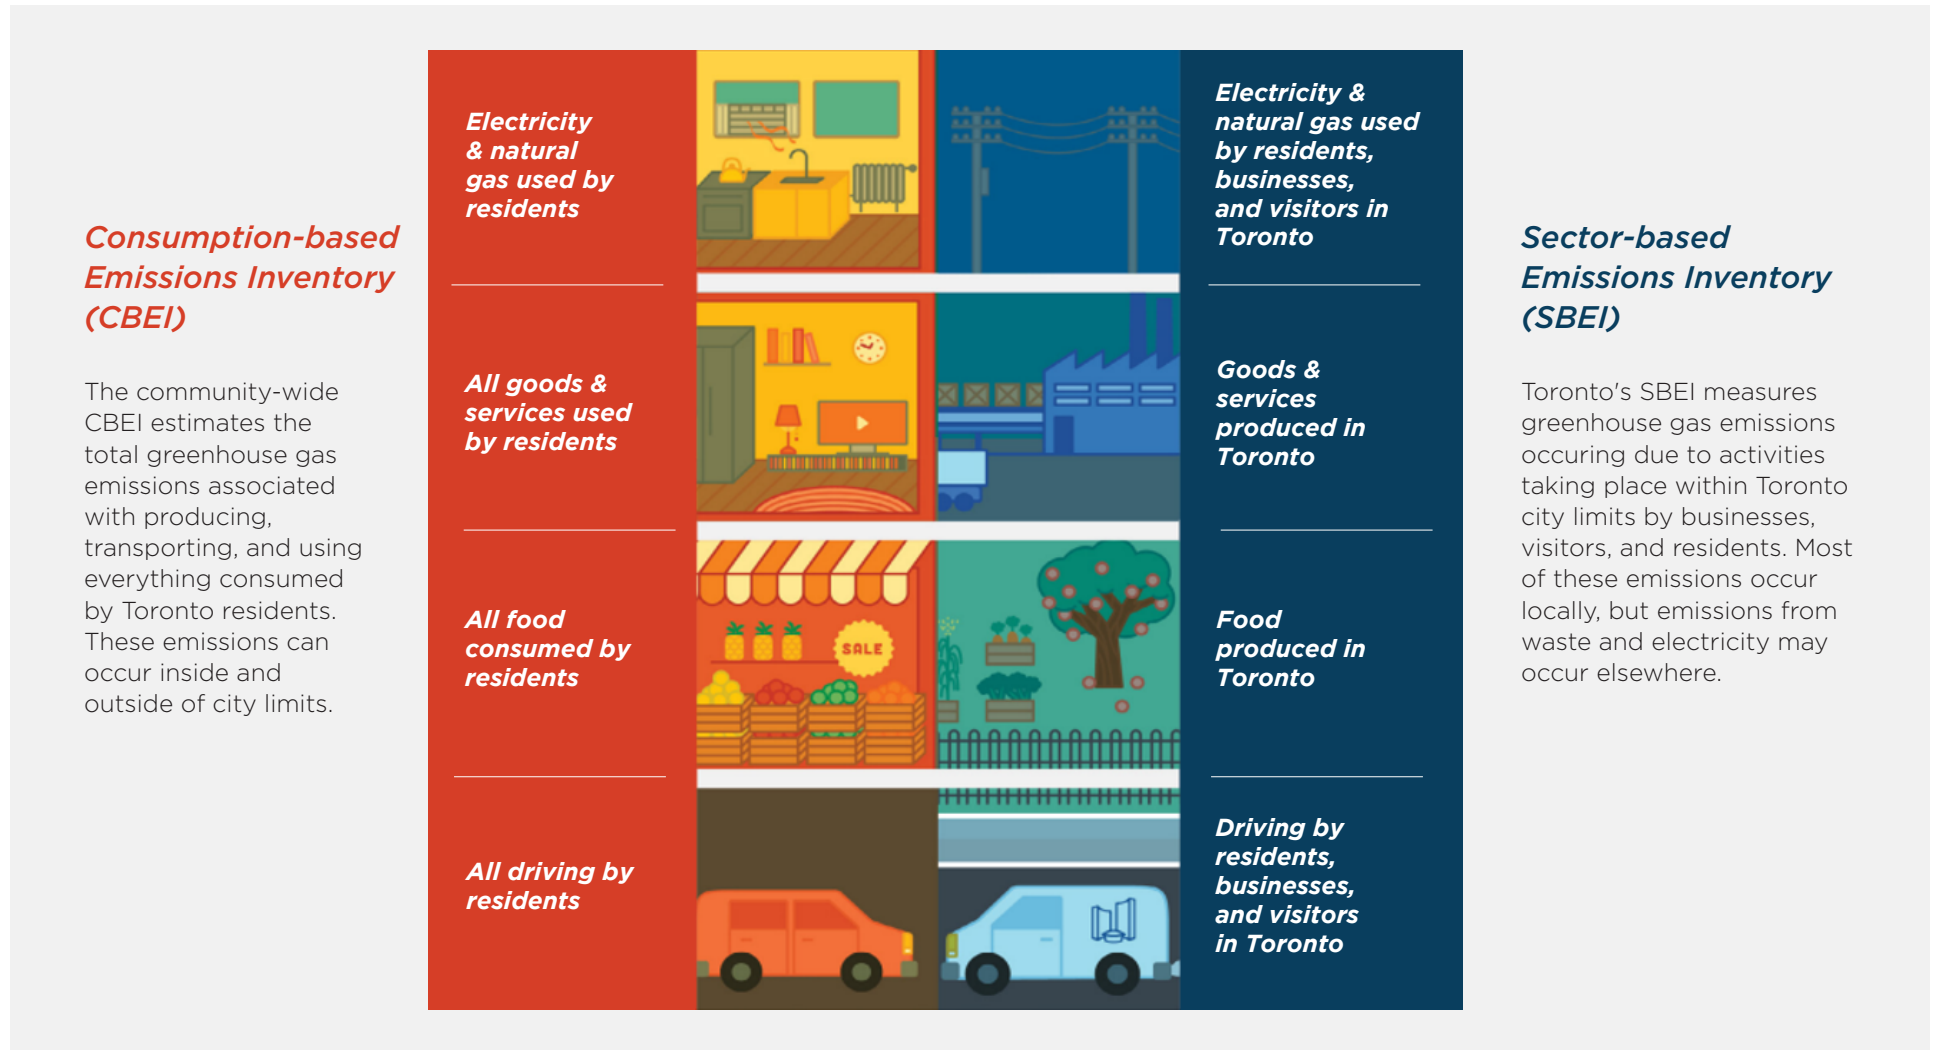 Consumption-based
Emissions Inventory
(CBEI)
The community-wide
CBEI estimates the
total greenhouse gas
emissions associated
with producing,
transporting, and using
everything consumed
by Toronto residents.
These emissions can
occur inside and
outside of city limits.
Electricity
& natural
gas used by
residents
All goods &
services used
by residents
All food
consumed by
residents
All driving by
residents
SALE
Electricity &
natural gas used
by residents,
businesses,
and visitors in
Toronto
Goods &
services
produced in
Toronto
Food
produced in
Toronto
Driving by
residents,
businesses,
and visitors
in Toronto
Sector-based
Emissions Inventory
(SBEI)
Toronto's SBEI measures
greenhouse gas emissions
occuring due to activities
taking place within Toronto
city limits by businesses,
visitors, and residents. Most
of these emissions occur
locally, but emissions from
waste and electricity may
occur elsewhere.